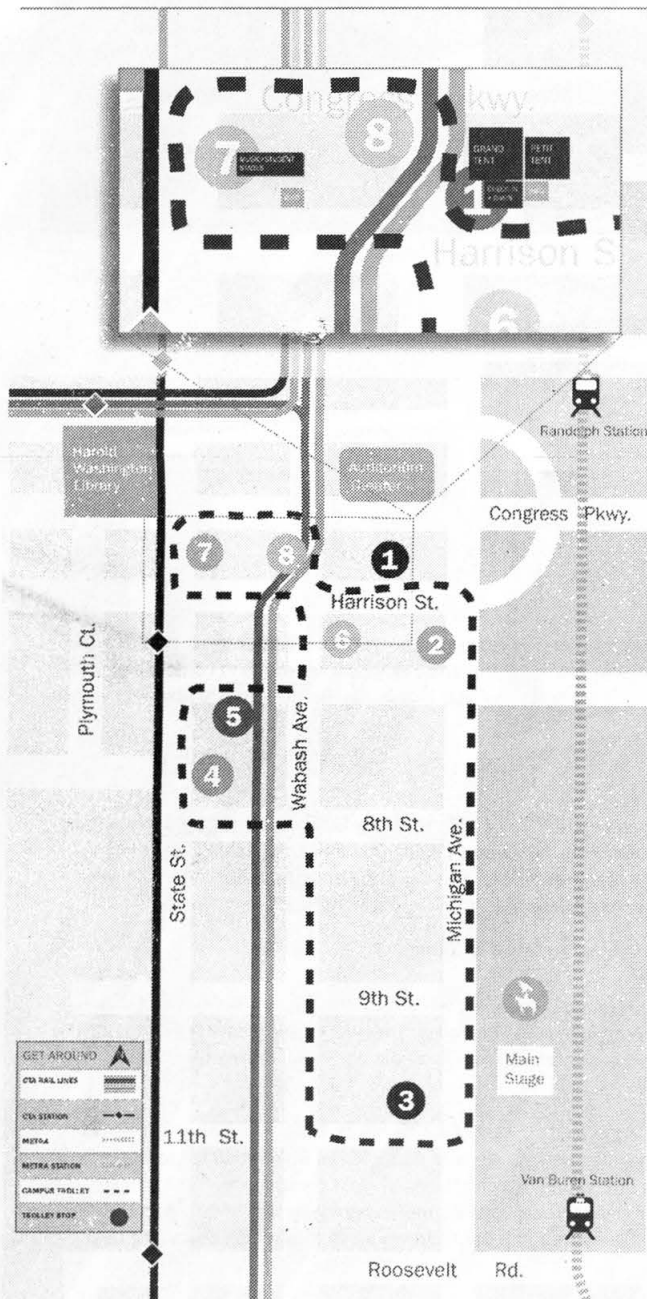 Congress Pkwy.
7
8
GRAND
TENT
PETIT
TENT
1
Harrison S
6
Randolph Station
Harold
Washington
Library
Auditorium
Theater
Congress Pkwy.
7
8
1
Harrison St.
6
2
Plymouth Ct.
5
Wabash Ave.
4
8th St.
State St.
Michigan Ave.
9th St.
Main
Stage
3
GET AROUND
CTA RAIL LINES
CTA STATION
METRA
METRA STATION
CAMPUS TROLLEY
TROLLEY STOP
11th St.
Van Buren Station
Roosevelt Rd.